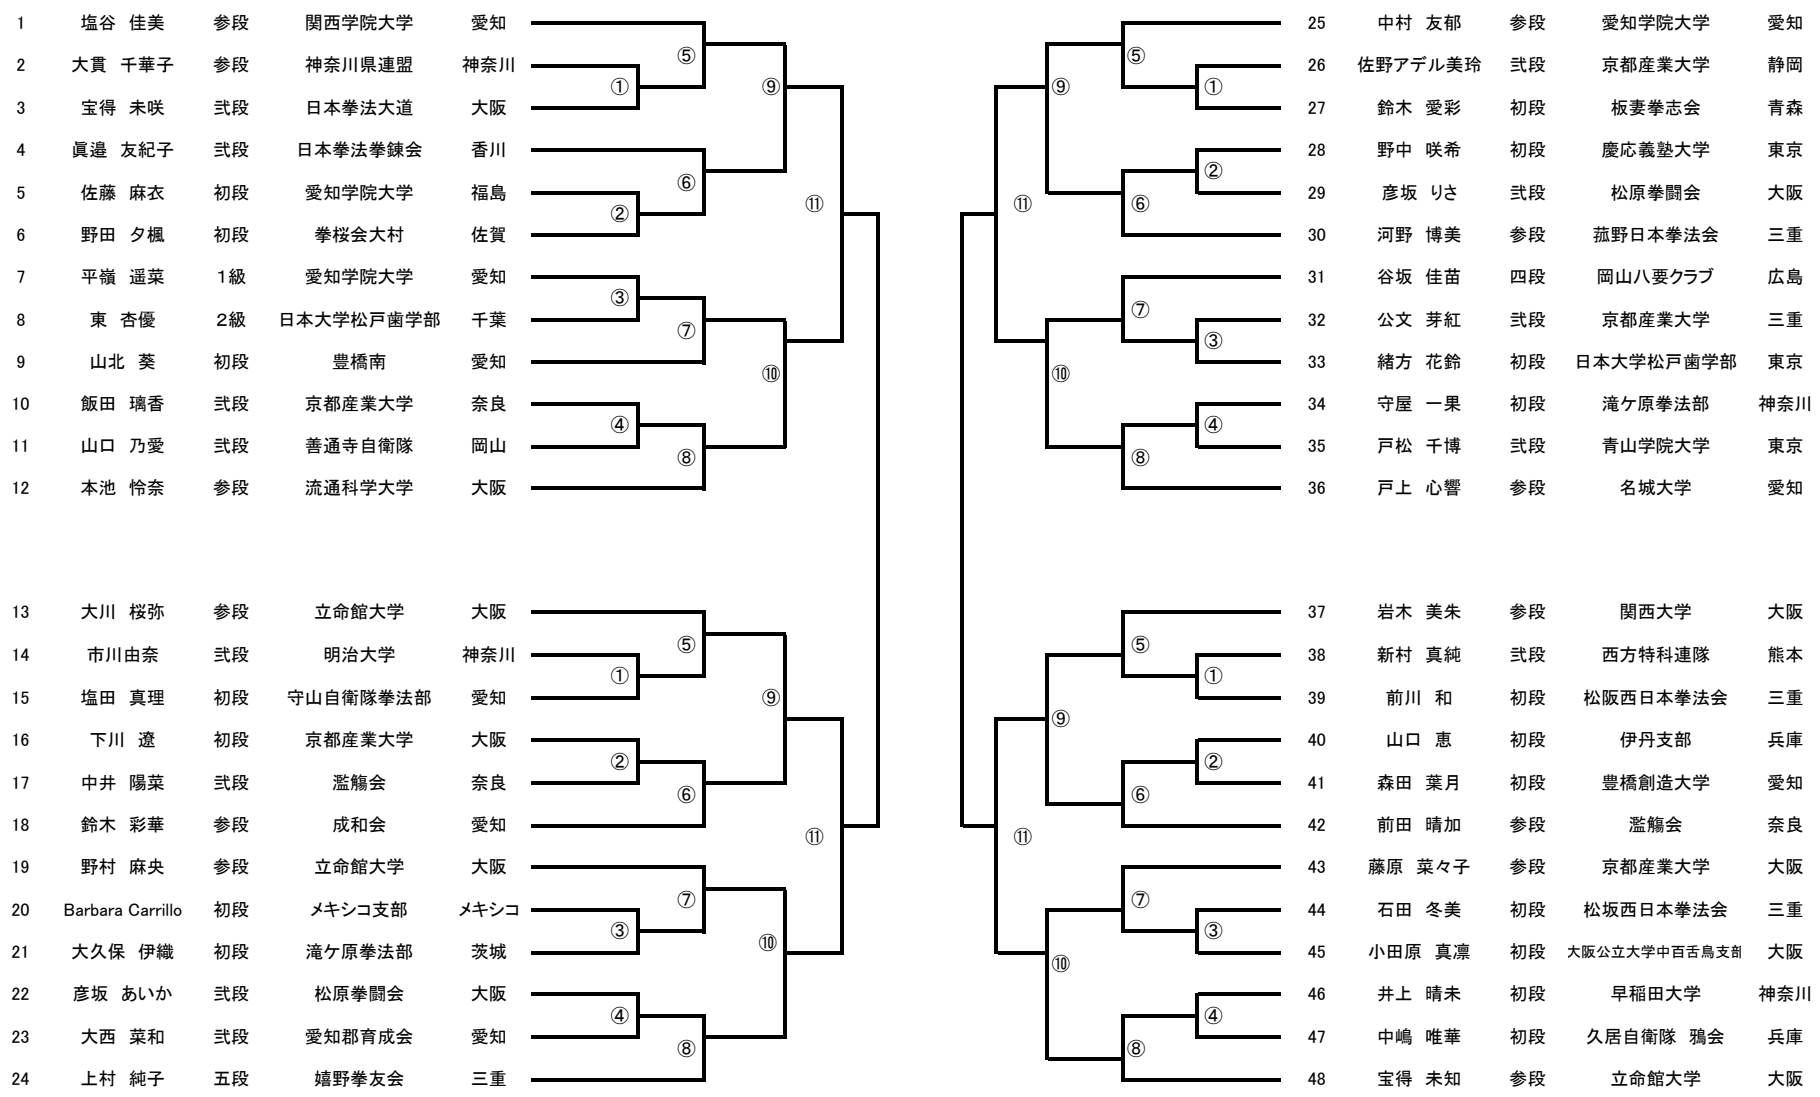 1 塩谷 佳美 参段 関西学院大学 愛知
2 大貫 千華子 参段 神奈川県連盟 神奈川
3 宝得 未咲 弐段 日本拳法大道 大阪
4 眞邉 友紀子 弐段 日本拳法拳錬会 香川
5 佐藤 麻衣 初段 愛知学院大学 福島
6 野田 夕楓 初段 拳桜会大村 佐賀
7 平嶺 遥菜 1級 愛知学院大学 愛知
8 東 杏優 2級 日本大学松戸歯学部 千葉
9 山北 葵 初段 豊橋南 愛知
10 飯田 璃香 弐段 京都産業大学 奈良
11 山口 乃愛 弐段 善通寺自衛隊 岡山
12 本池 怜奈 参段 流通科学大学 大阪
⑤
①
⑨
⑥
②
⑪
③
⑦
⑩
④
⑧
13 大川 桜弥 参段 立命館大学 大阪
14 市川由奈 弐段 明治大学 神奈川
15 塩田 真理 初段 守山自衛隊拳法部 愛知
16 下川 遼 初段 京都産業大学 大阪
17 中井 陽菜 弐段 濫觴会 奈良
18 鈴木 彩華 参段 成和会 愛知
19 野村 麻央 参段 立命館大学 大阪
20 Barbara Carrillo 初段 メキシコ支部 メキシコ
21 大久保 伊織 初段 滝ケ原拳法部 茨城
22 彦坂 あいか 弐段 松原拳闘会 大阪
23 大西 菜和 弐段 愛知郡育成会 愛知
24 上村 純子 五段 嬉野拳友会 三重
⑤
①
⑨
②
⑥
⑪
⑦
③
⑩
④
⑧
25 中村 友郁 参段 愛知学院大学 愛知
26 佐野アデル美玲 弐段 京都産業大学 静岡
27 鈴木 愛彩 初段 板妻拳志会 青森
28 野中 咲希 初段 慶応義塾大学 東京
29 彦坂 りさ 弐段 松原拳闘会 大阪
30 河野 博美 参段 菰野日本拳法会 三重
31 谷坂 佳苗 四段 岡山八要クラブ 広島
32 公文 芽紅 弐段 京都産業大学 三重
33 緒方 花鈴 初段 日本大学松戸歯学部 東京
34 守屋 一果 初段 滝ケ原拳法部 神奈川
35 戸松 千博 弐段 青山学院大学 東京
36 戸上 心響 参段 名城大学 愛知
⑤
①
⑨
②
⑥
⑪
⑦
③
⑩
④
⑧
37 岩木 美朱 参段 関西大学 大阪
38 新村 真純 弐段 西方特科連隊 熊本
39 前川 和 初段 松阪西日本拳法会 三重
40 山口 恵 初段 伊丹支部 兵庫
41 森田 葉月 初段 豊橋創造大学 愛知
42 前田 晴加 参段 濫觴会 奈良
43 藤原 菜々子 参段 京都産業大学 大阪
44 石田 冬美 初段 松坂西日本拳法会 三重
45 小田原 真凛 初段 大阪公立大学中百舌鳥支部 大阪
46 井上 晴未 初段 早稲田大学 神奈川
47 中嶋 唯華 初段 久居自衛隊 鴉会 兵庫
48 宝得 未知 参段 立命館大学 大阪
⑤
①
⑨
②
⑥
⑪
⑦
③
⑩
④
⑧